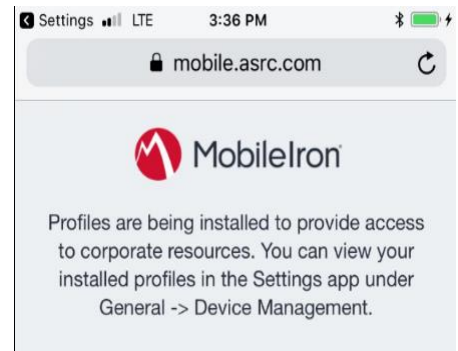 Settings LTE 3:36 PM
mobile.asrc.com
MobileIron
Profiles are being installed to provide access
to corporate resources. You can view your
installed profiles in the Settings app under
General -> Device Management.